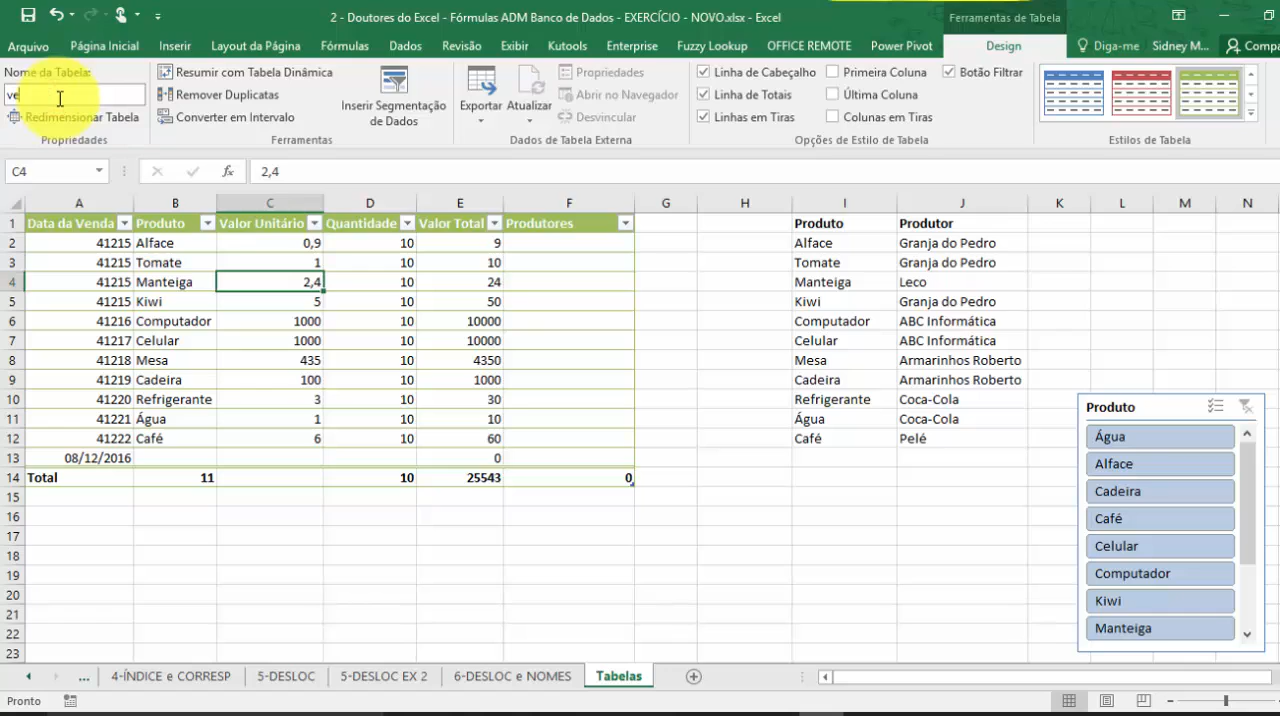 2 - Doutores do Excel - Fórmulas ADM Banco de Dados - EXERCÍCIO - NOVO.xlsx - Excel
Ferramentas de Tabela
Arquivo Página Inicial Inserir Layout da Página Fórmulas Dados Revisão Exibir Kutools Enterprise Fuzzy Lookup OFFICE REMOTE Power Pivot Design Diga-me Sidney M... Compa
Nome da Tabela:
ve
Redimensionar Tabela
Propriedades
Resumir com Tabela Dinâmica
Remover Duplicatas
Converter em Intervalo
Ferramentas
Inserir Segmentação
de Dados
Exportar Atualizar
Propriedades
Abrir no Navegador
Desvincular
Dados de Tabela Externa
Linha de Cabeçalho Primeira Coluna Botão Filtrar
Linha de Totais Última Coluna
Linhas em Tiras Colunas em Tiras
Opções de Estilo de Tabela
Estilos de Tabela
C4 fx 2,4
A B C D E F G H I J K L M N
1 Data da Venda Produto Valor Unitário Quantidade Valor Total Produtores Produto Produtor
2 41215 Alface 0,9 10 9 Alface Granja do Pedro
3 41215 Tomate 1 10 10 Tomate Granja do Pedro
4 41215 Manteiga 2,4 10 24 Manteiga Leco
5 41215 Kiwi 5 10 50 Kiwi Granja do Pedro
6 41216 Computador 1000 10 10000 Computador ABC Informática
7 41217 Celular 1000 10 10000 Celular ABC Informática
8 41218 Mesa 435 10 4350 Mesa Armarinhos Roberto
9 41219 Cadeira 100 10 1000 Cadeira Armarinhos Roberto
10 41220 Refrigerante 3 10 30 Refrigerante Coca-Cola
11 41221 Água 1 10 10 Água Coca-Cola
12 41222 Café 6 10 60 Café Pelé
13 08/12/2016 0
14 Total 11 10 25543 0
15
16
17
18
19
20
21
22
23
Produto
Água
Alface
Cadeira
Café
Celular
Computador
Kiwi
Manteiga
... 4-ÍNDICE e CORRESP 5-DESLOC 5-DESLOC EX 2 6-DESLOC e NOMES Tabelas
Pronto